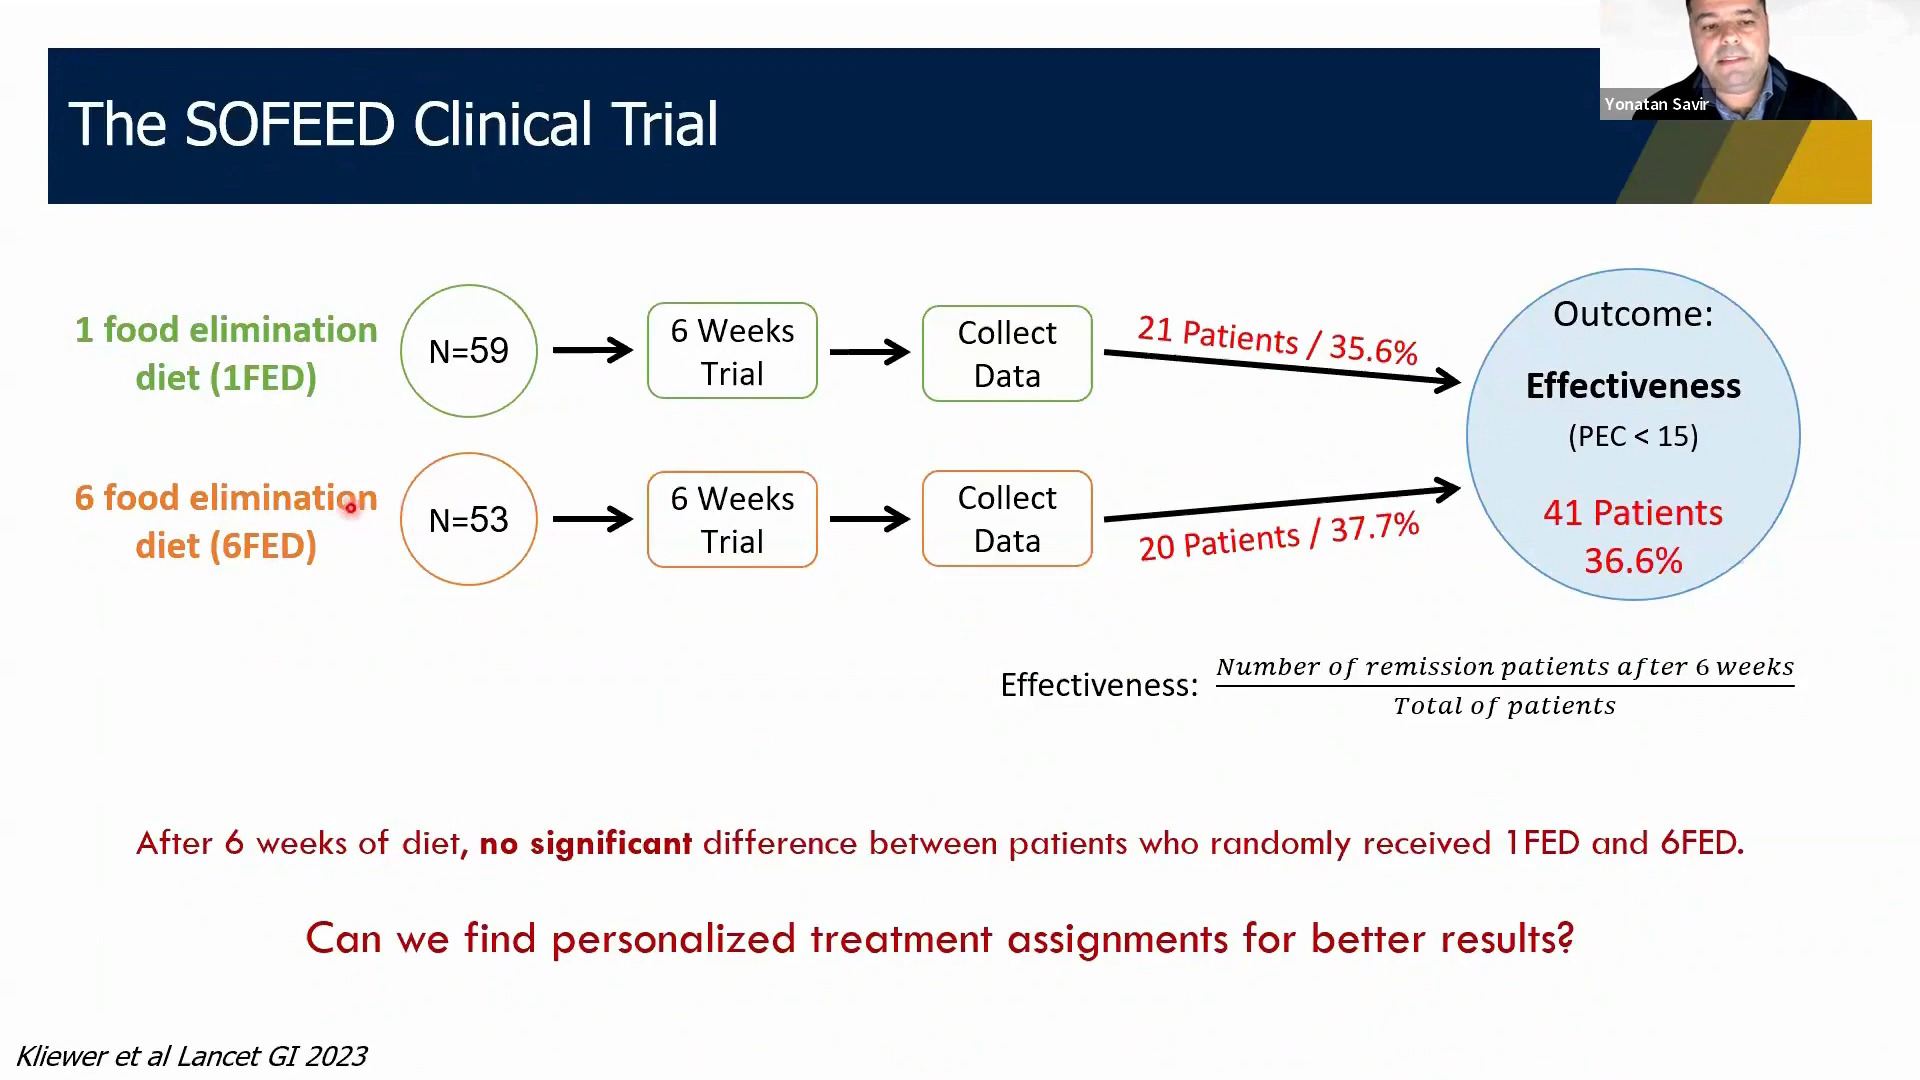 The SOFEED Clinical Trial
Yonatan Savir
1 food elimination
diet (1FED)
N=59
6 Weeks
Trial
Collect
Data
21 Patients / 35.6%
6 food elimination
diet (6FED)
N=53
6 Weeks
Trial
Collect
Data
20 Patients / 37.7%
Outcome:
Effectiveness
(PEC < 15)
41 Patients
36.6%
Effectiveness:
Number of remission patients after 6 weeks
Total of patients
After 6 weeks of diet, no significant difference between patients who randomly received 1FED and 6FED.
Can we find personalized treatment assignments for better results?
Kliewer et al Lancet GI 2023